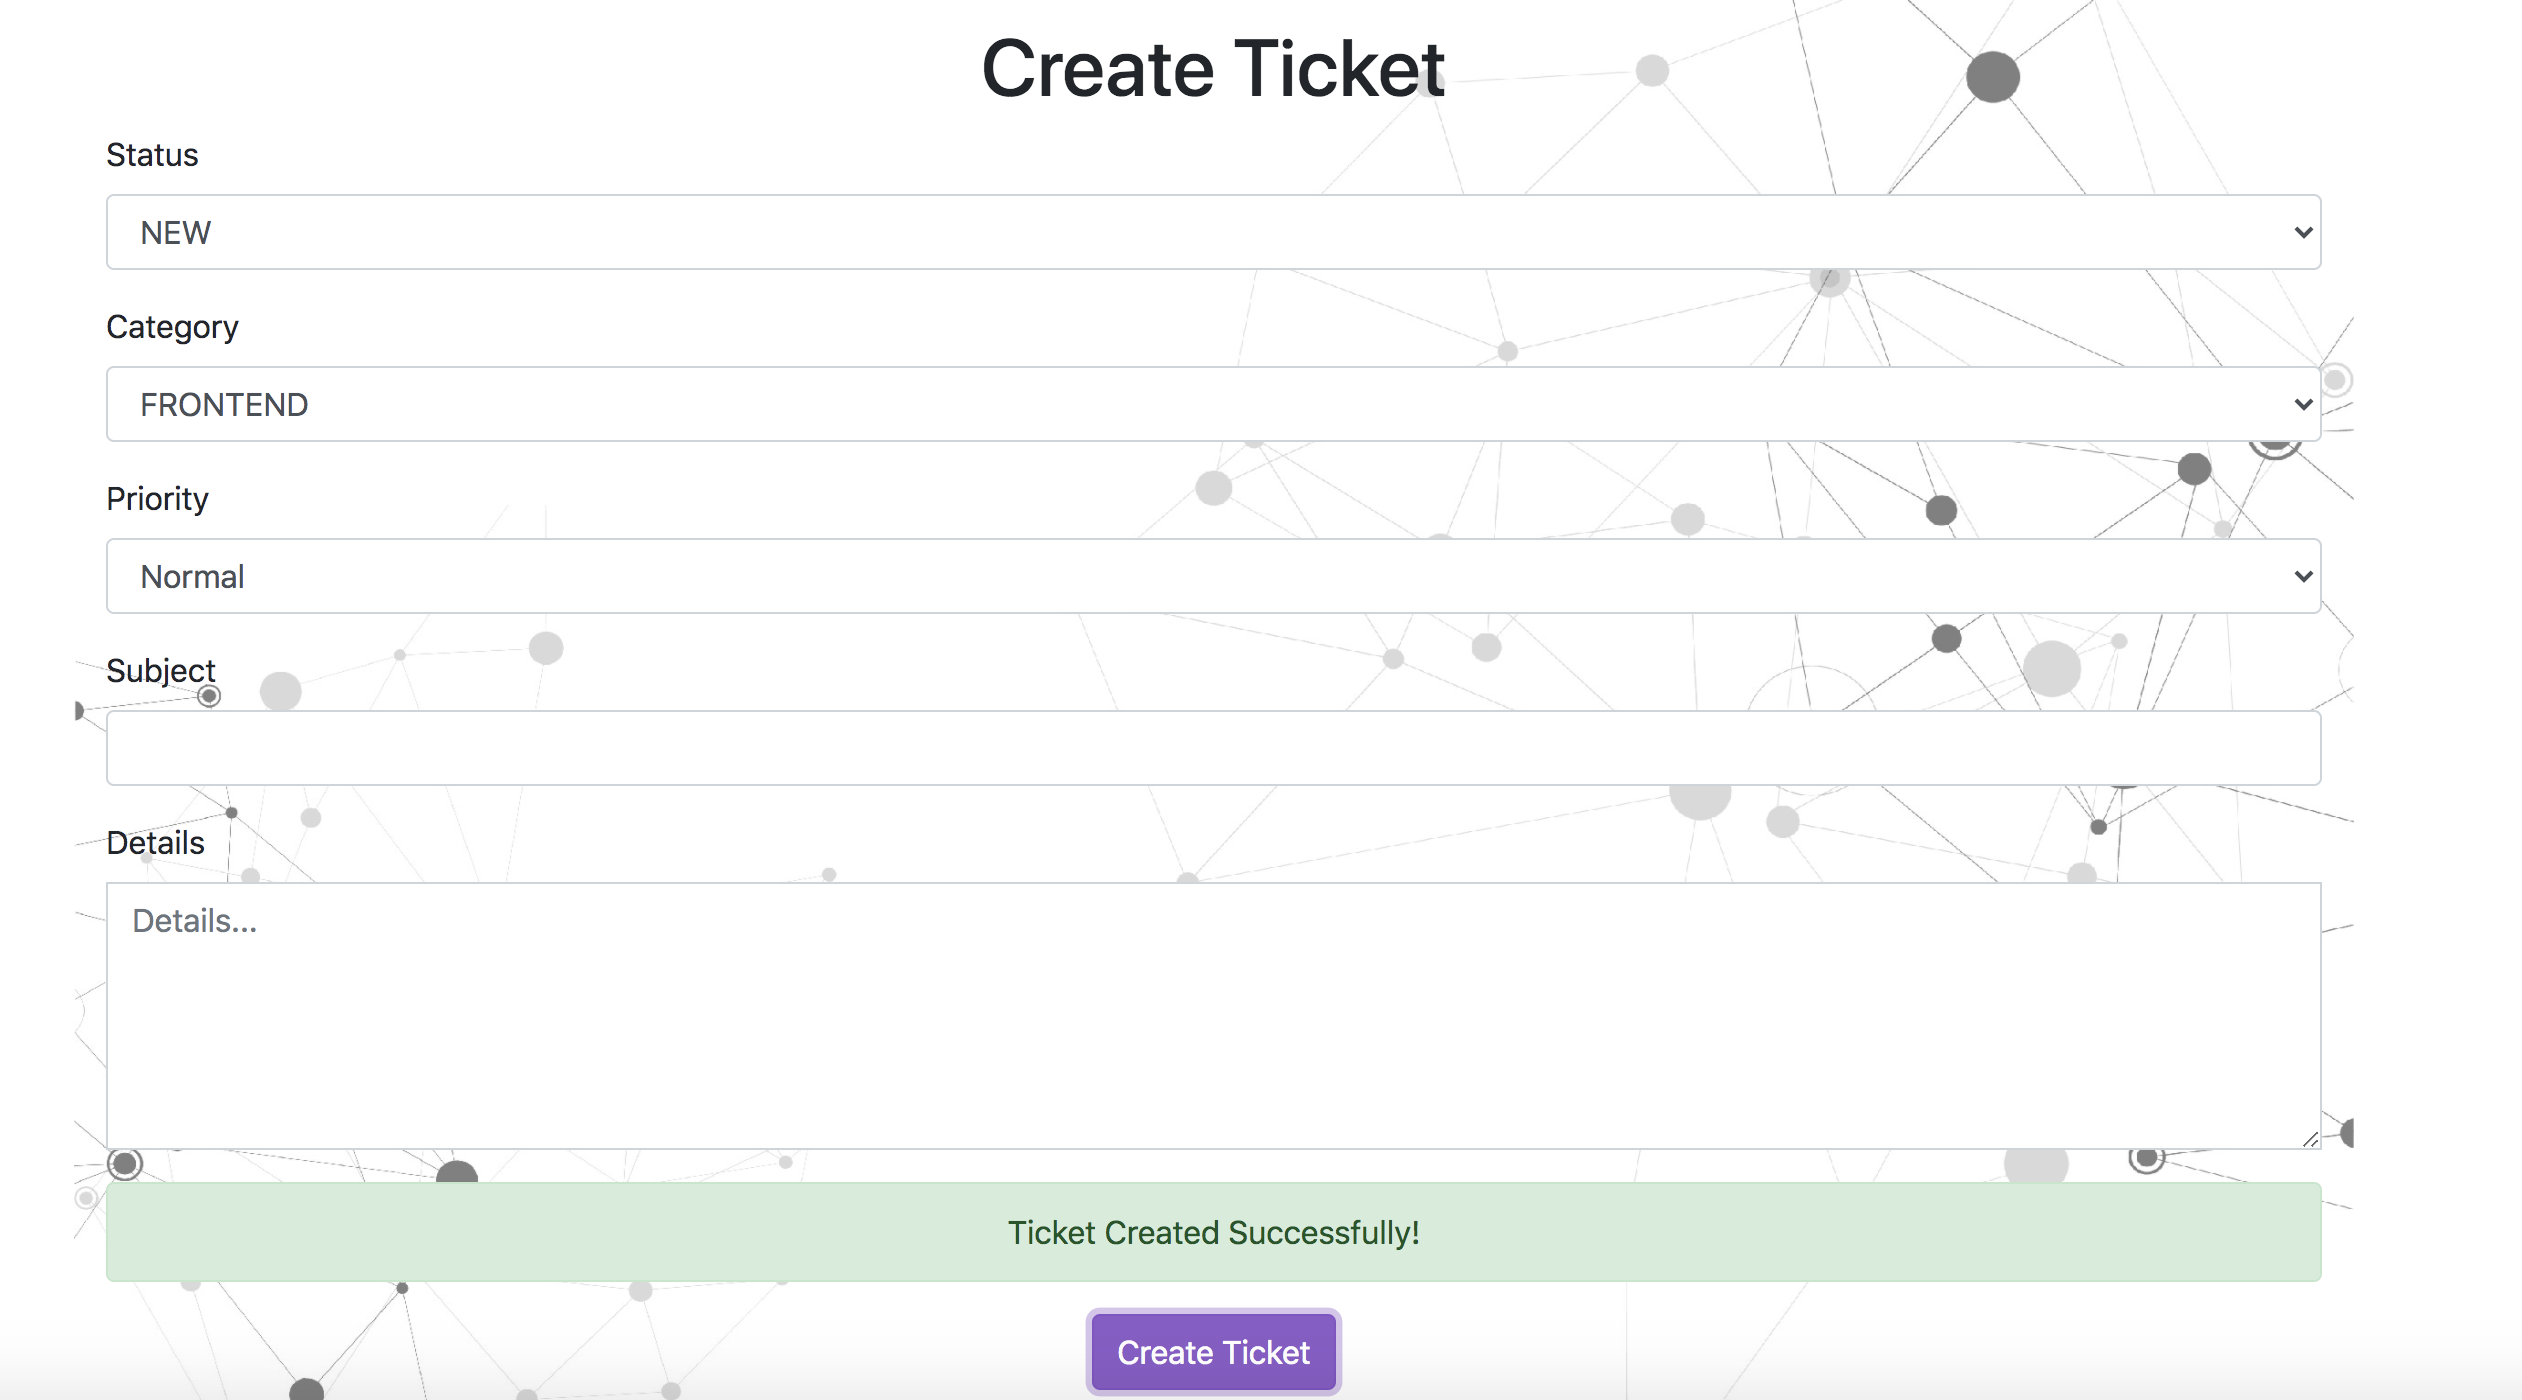 Create Ticket
Status
NEW
Category
FRONTEND
Priority
Normal
Subject
Details
Details...
Ticket Created Successfully!
Create Ticket